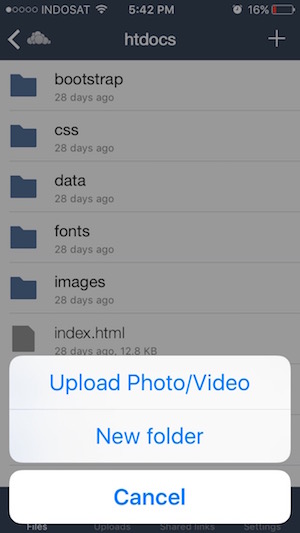 INDOSAT 5:42 PM 16%
htdocs
bootstrap
28 days ago
css
28 days ago
data
28 days ago
fonts
28 days ago
images
28 days ago
index.html
28 days ago, 12.8 KB
Upload Photo/Video
New folder
Cancel
Files Uploads Shared links Settings